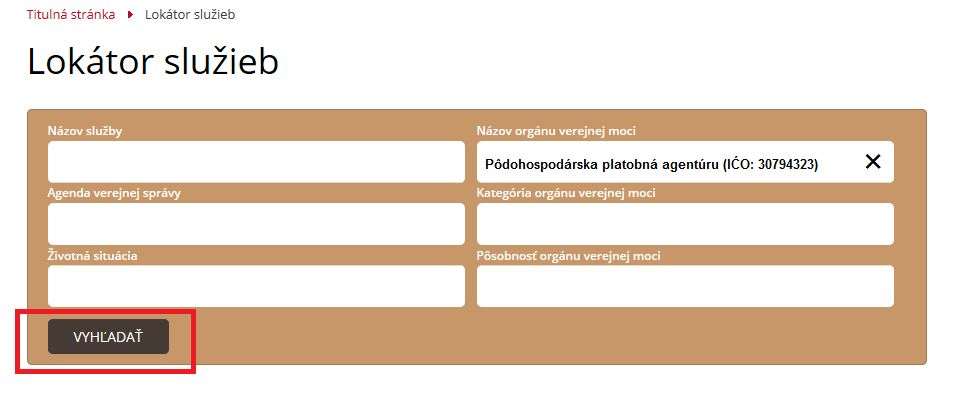 Titulná stránka Lokátor služieb
Lokátor služieb
Názov služby Názov orgánu verejnej moci
Pôdohospodárska platobná agentúru (IĆO: 30794323) ✕
Agenda verejnej správy Kategória orgánu verejnej moci
Životná situácia Pôsobnosť orgánu verejnej moci
VYHĽADAŤ